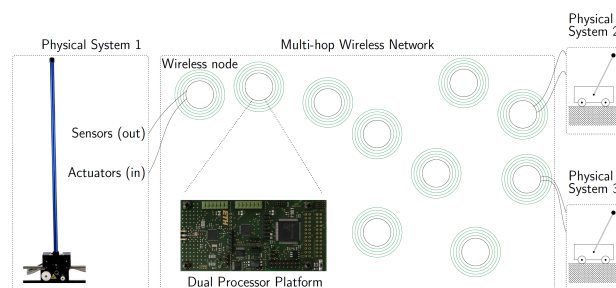 Physical System 1
Multi-hop Wireless Network
Physical
System 2
Wireless node
Sensors (out)
Actuators (in)
ETH
Physical
System 3
Dual Processor Platform